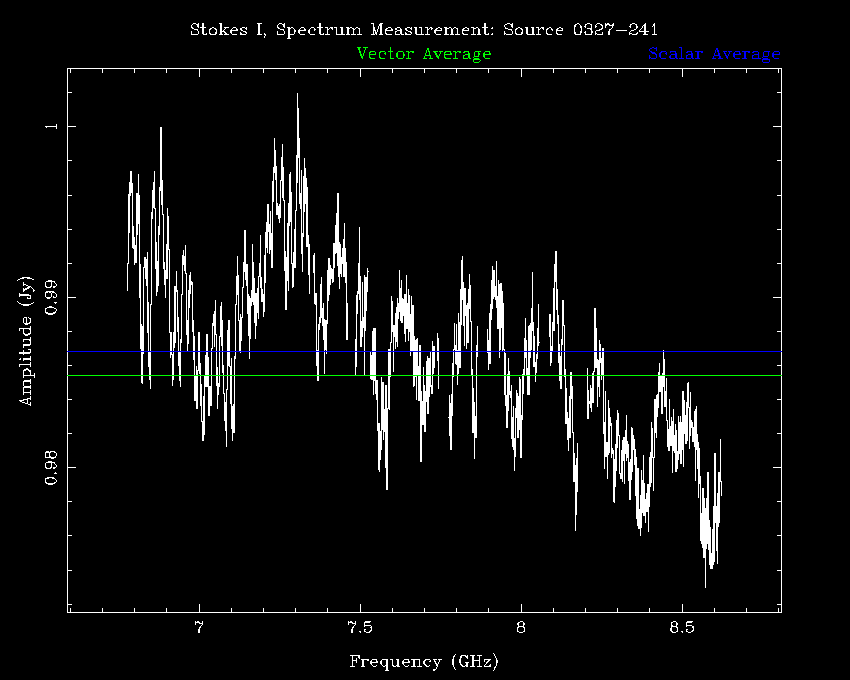 Stokes I, Spectrum Measurement: Source 0327-241
Vector Average Scalar Average
1
0.99
0.98
Amplitude (Jy)
7 7.5 8 8.5
Frequency (GHz)